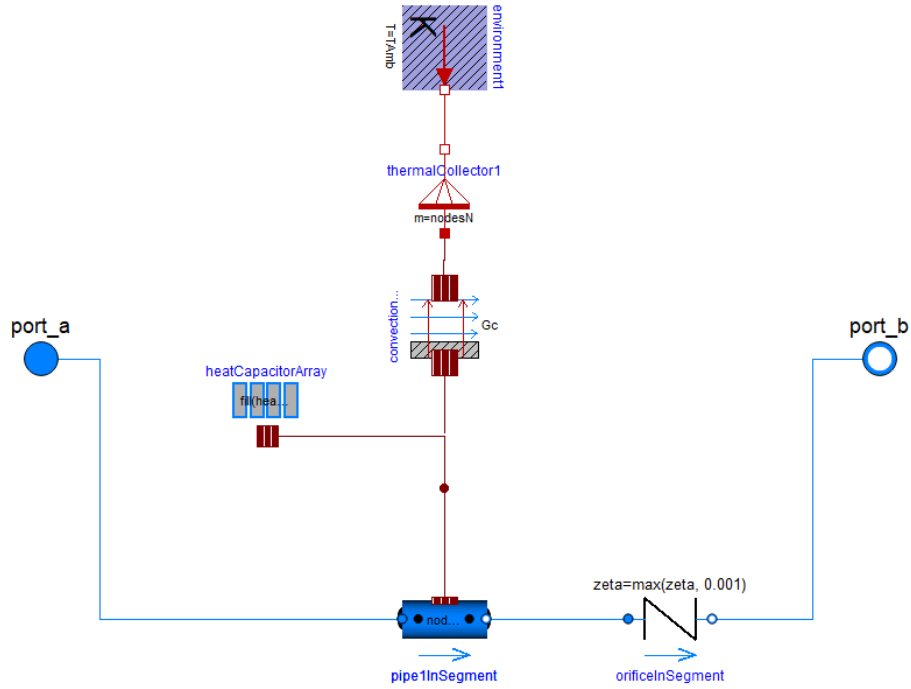 K
T=TAmb
environment1
thermalCollector1
m=nodesN
convection...
Gc
port_a
port_b
heatCapacitorArray
fill(hea...
zeta=max(zeta, 0.001)
nod...
pipe1InSegment
orificeInSegment